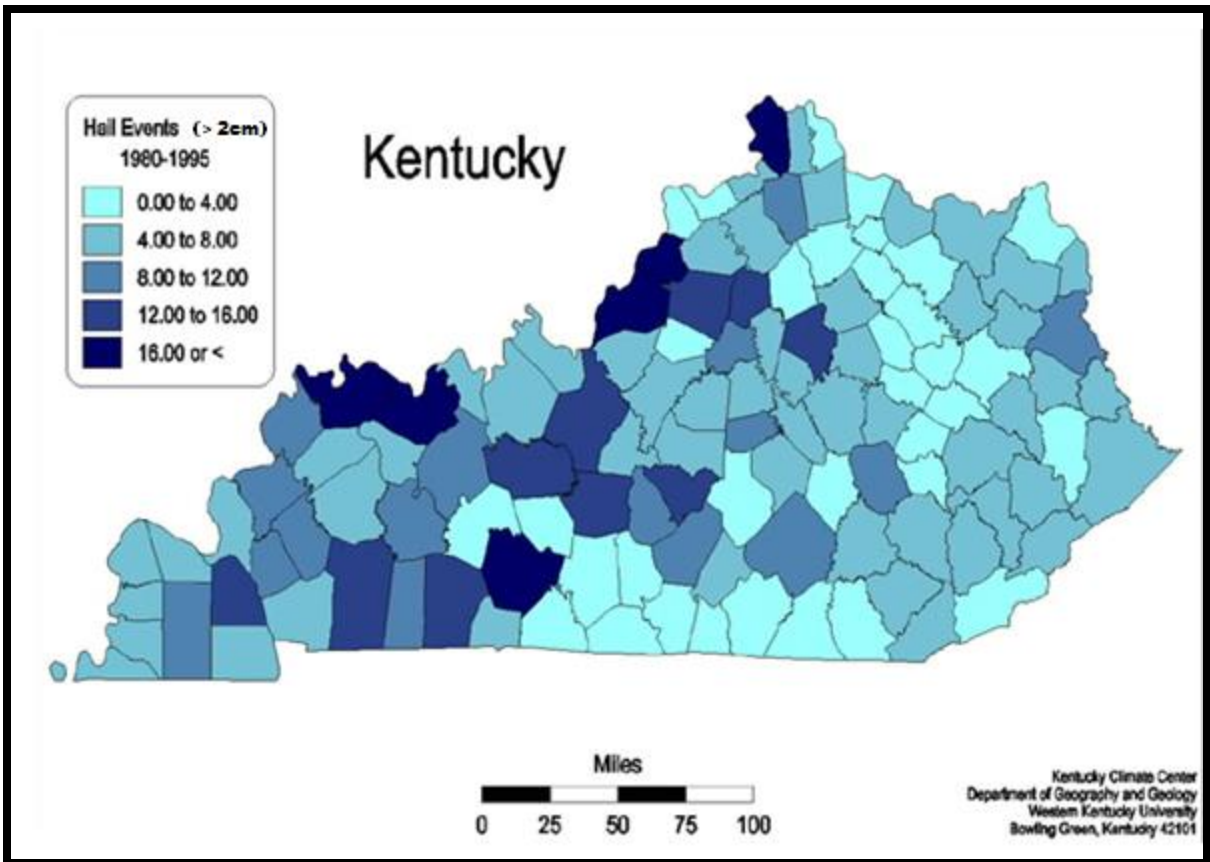 Hail Events (> 2cm)
1980-1995
0.00 to 4.00
4.00 to 8.00
8.00 to 12.00
12.00 to 16.00
16.00 or <
Kentucky
Miles
0 25 50 75 100
Kentucky Climate Center
Department of Geography and Geology
Western Kentucky University
Bowling Green, Kentucky 42101